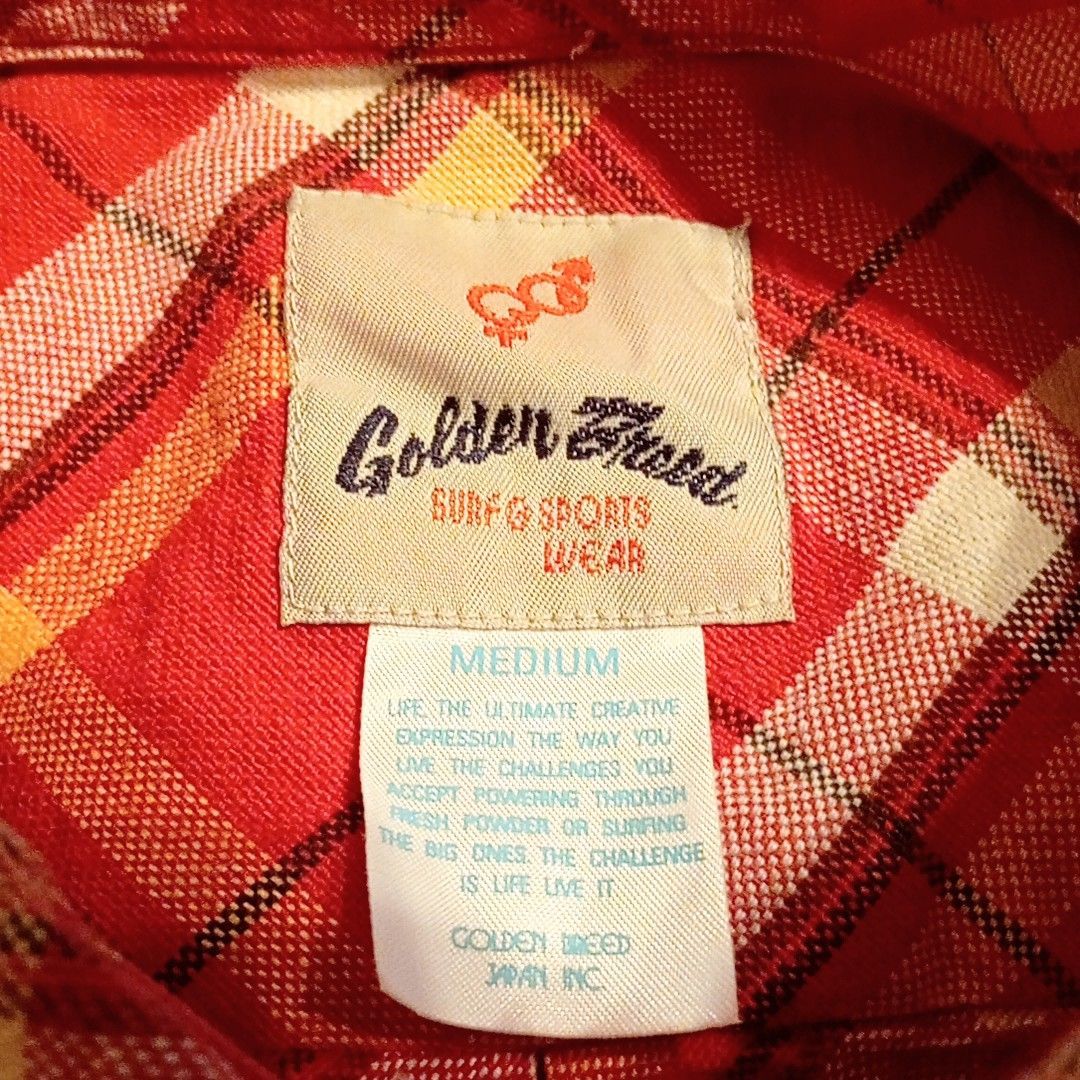 Golden Breed
SURF & SPORTS
WEAR
MEDIUM
LIFE THE ULTIMATE CREATIVE
EXPRESSION THE WAY YOU
LIVE THE CHALLENGES YOU
ACCEPT POWERING THROUGH
FRESH POWDER OR SURFING
THE BIG ONES THE CHALLENGE
IS LIFE LIVE IT
GOLDEN BREED
JAPAN INC